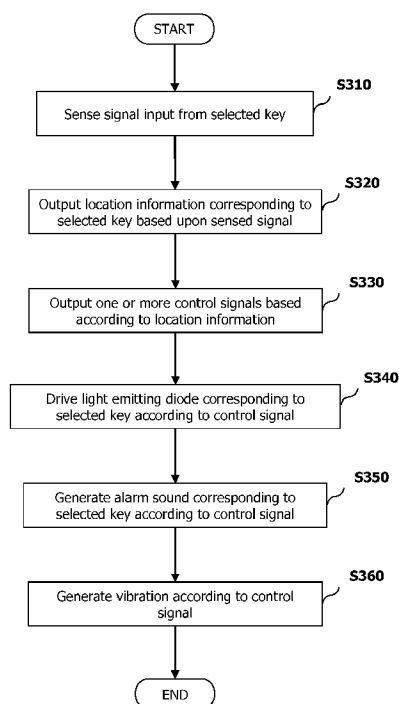 START
S310
Sense signal input from selected key
S320
Output location information corresponding to
selected key based upon sensed signal
S330
Output one or more control signals based
according to location information
S340
Drive light emitting diode corresponding to
selected key according to control signal
S350
Generate alarm sound corresponding to
selected key according to control signal
S360
Generate vibration according to control
signal
END